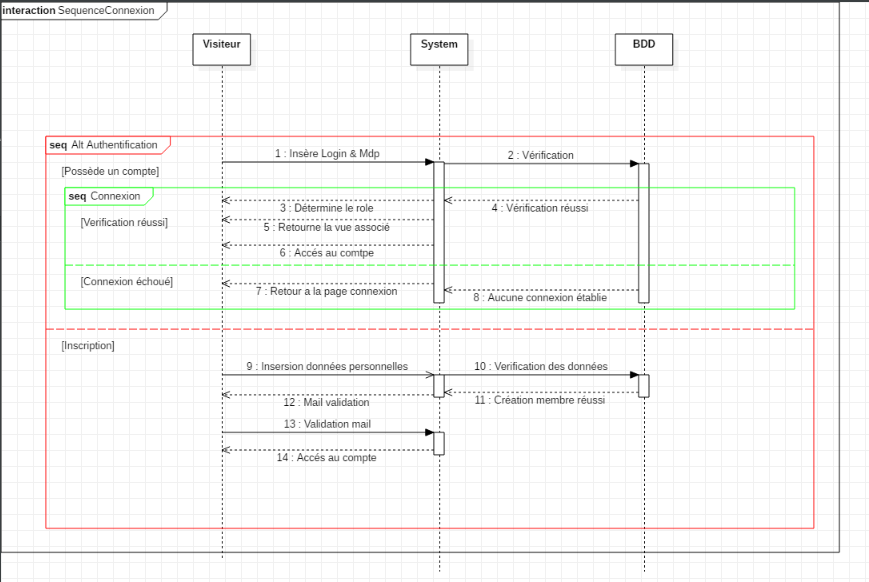 interaction SequenceConnexion
Visiteur
System
BDD
seq Alt Authentification
1 : Insère Login & Mdp
2 : Vérification
[Possède un compte]
seq Connexion
3 : Détermine le role
4 : Vérification réussi
[Verification réussi]
5 : Retourne la vue associé
6 : Accés au comtpe
[Connexion échoué]
7 : Retour a la page connexion
8 : Aucune connexion établie
[Inscription]
9 : Insersion données personnelles
10 : Verification des données
12 : Mail validation
11 : Création membre réussi
13 : Validation mail
14 : Accés au compte